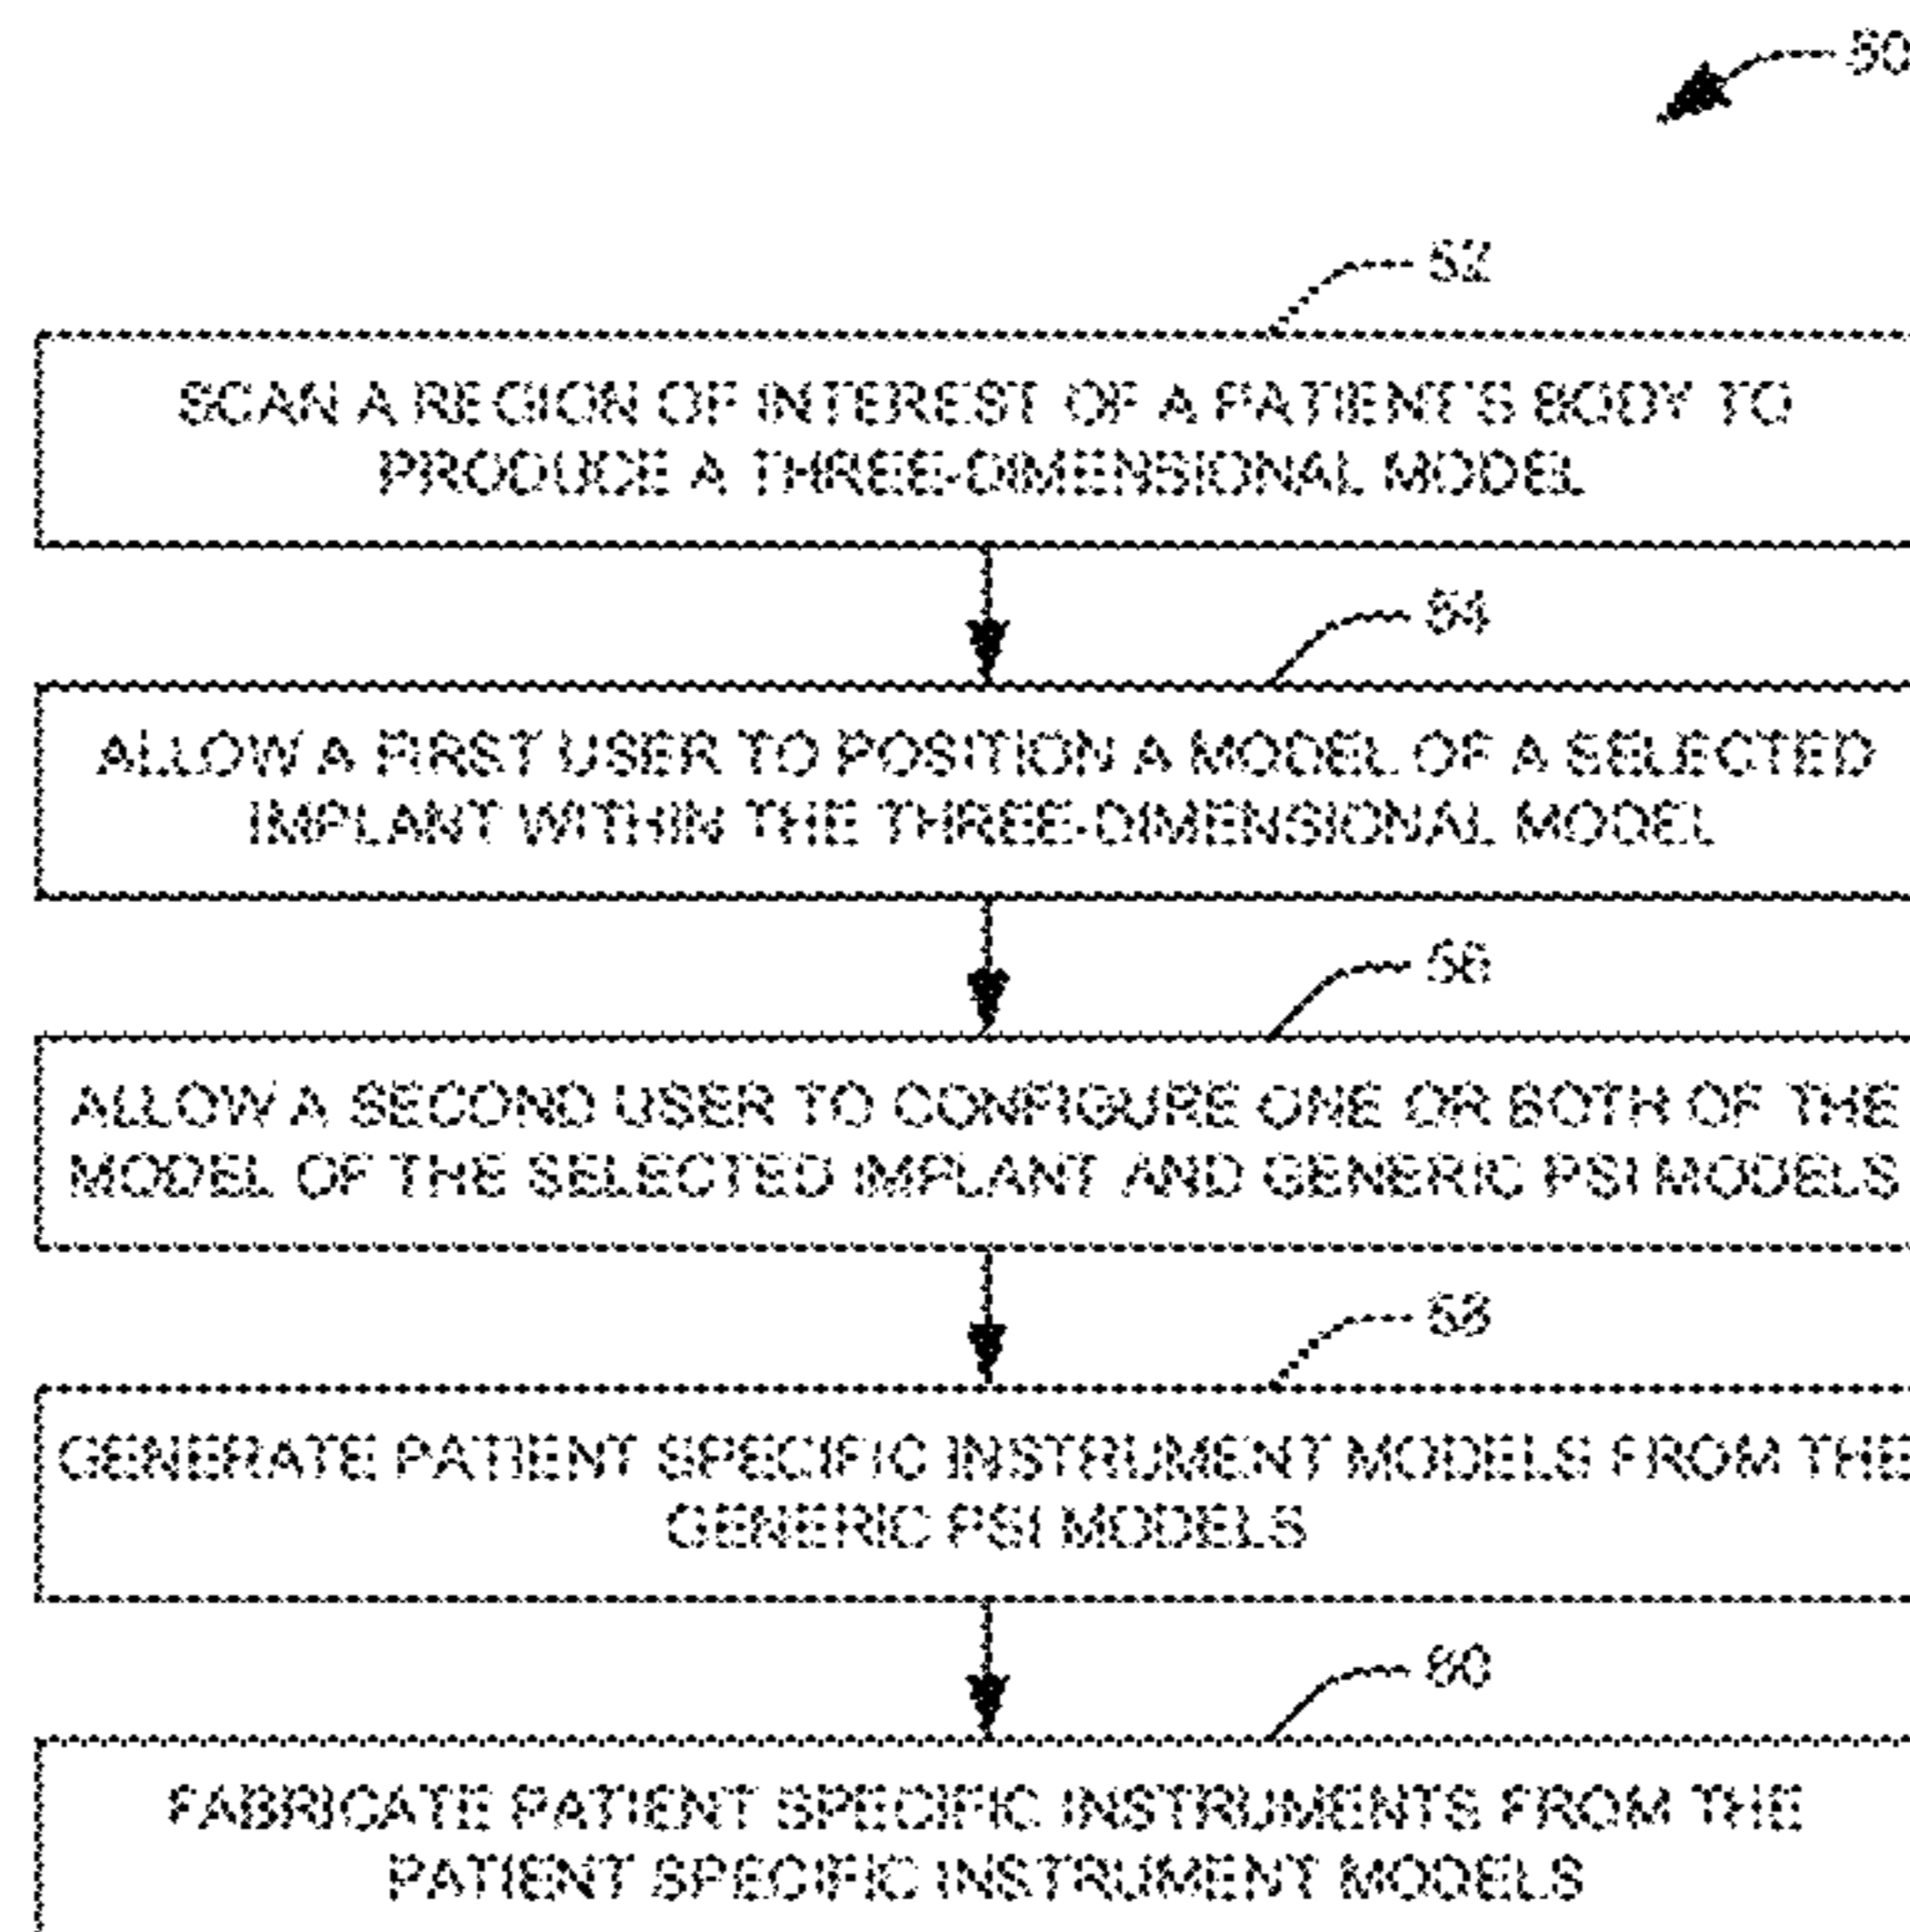 50
52
SCAN A REGION OF INTEREST OF A PATIENT'S BODY TO
PRODUCE A THREE-DIMENSIONAL MODEL
54
ALLOW A FIRST USER TO POSITION A MODEL OF A SELECTED
IMPLANT WITHIN THE THREE-DIMENSIONAL MODEL
56
ALLOW A SECOND USER TO CONFIGURE ONE OR BOTH OF THE
MODEL OF THE SELECTED IMPLANT AND GENERIC PSI MODELS
58
GENERATE PATIENT SPECIFIC INSTRUMENT MODELS FROM THE
GENERIC PSI MODELS
60
FABRICATE PATIENT SPECIFIC INSTRUMENTS FROM THE
PATIENT SPECIFIC INSTRUMENT MODELS